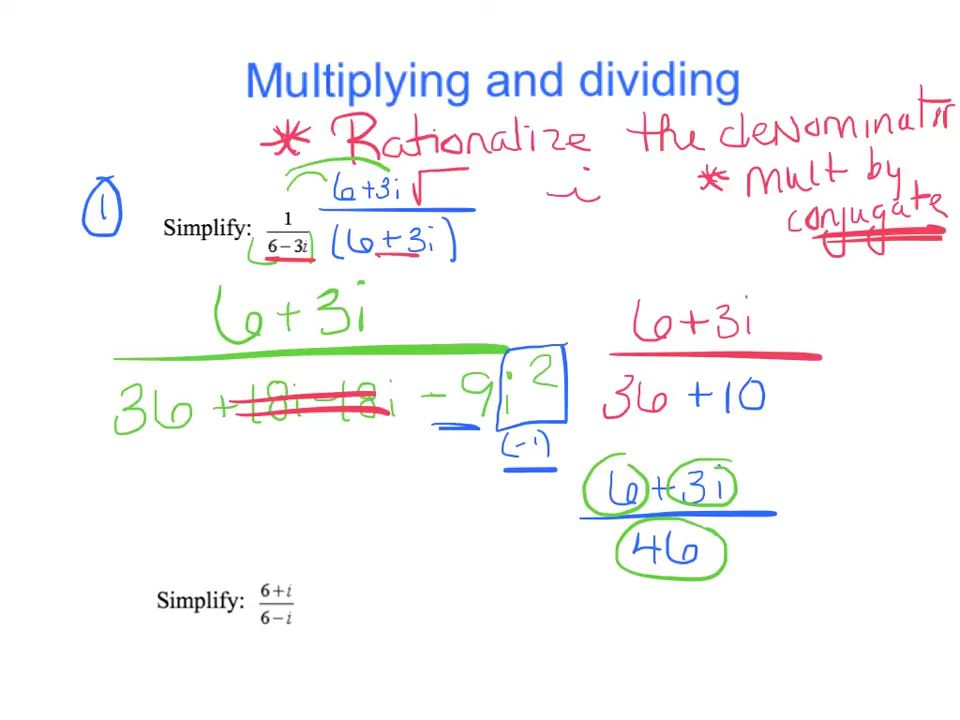 Multiplying and dividing
* Rationalize the denominator
* mult by
conjugate
i
①
Simplify: 1/(6 − 3i) (6+3i)/(6+3i) √
(6+3i)/(36 + 18i − 18i − 9i²)
(-1)
(6+3i)/(36 + 10)
(6+3i)/46
Simplify: (6+i)/(6−i)